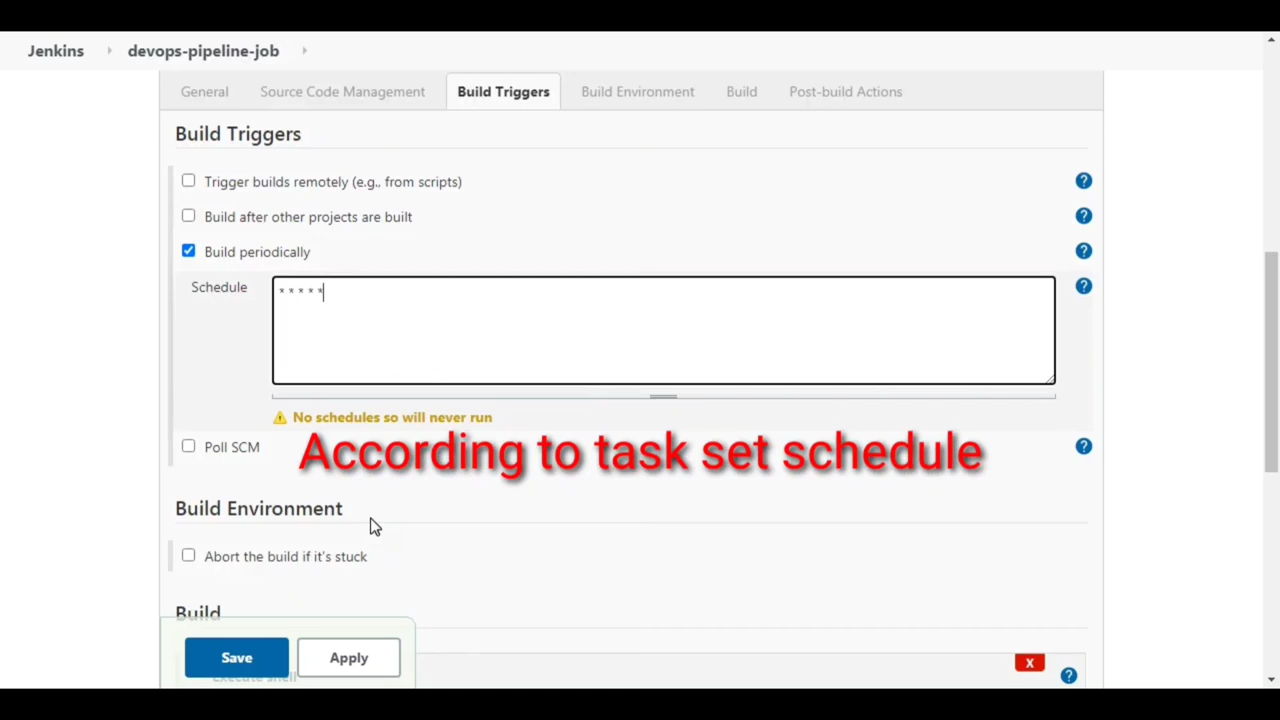 Jenkins devops-pipeline-job
General Source Code Management Build Triggers Build Environment Build Post-build Actions
Build Triggers
Trigger builds remotely (e.g., from scripts) ?
Build after other projects are built ?
Build periodically ?
Schedule * * * * * ?
No schedules so will never run
Poll SCM ?
According to task set schedule
Build Environment
Abort the build if it's stuck
Build
Save Apply
X
Execute shell ?